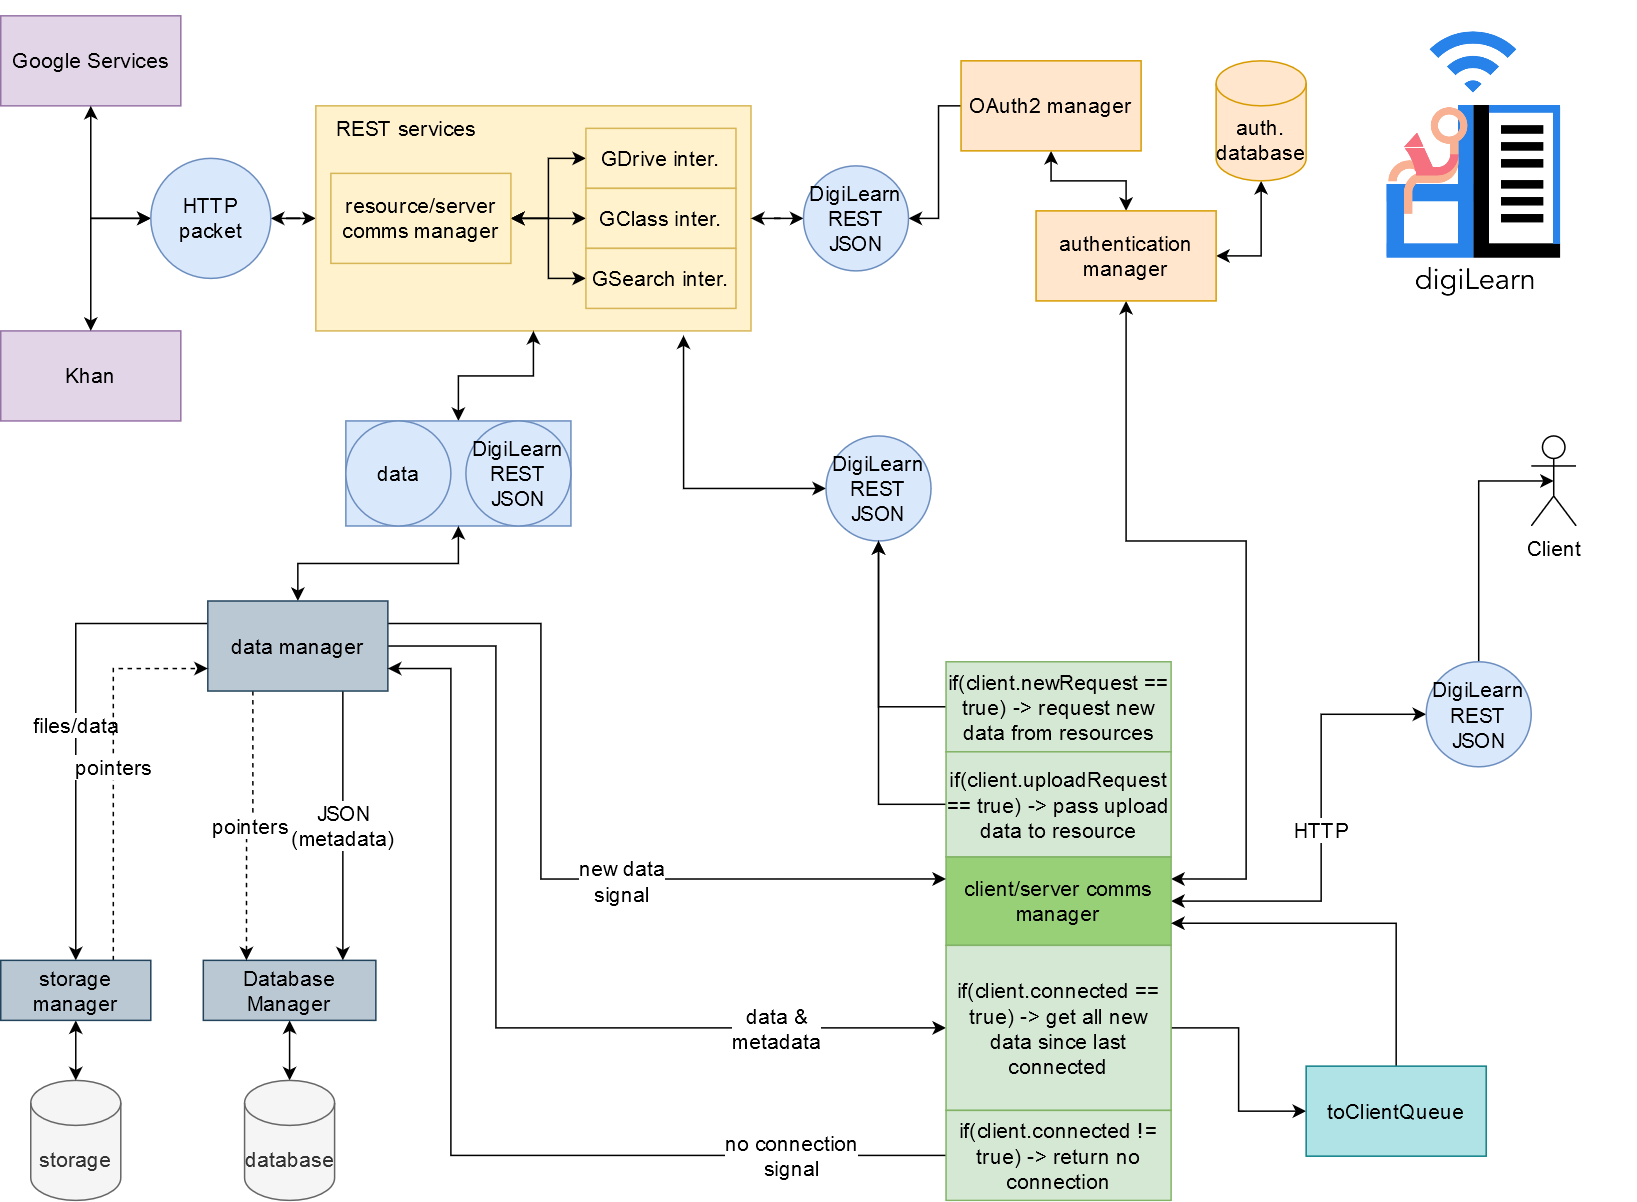 Google Services
HTTP
packet
Khan
REST services
resource/server
comms manager
GDrive inter.
GClass inter.
GSearch inter.
DigiLearn
REST
JSON
OAuth2 manager
auth.
database
authentication
manager
digiLearn
data
DigiLearn
REST
JSON
DigiLearn
REST
JSON
Client
data manager
files/data
pointers
pointers
JSON
(metadata)
storage
manager
Database
Manager
storage
database
new data
signal
data &
metadata
no connection
signal
if(client.newRequest ==
true) -> request new
data from resources
if(client.uploadRequest
== true) -> pass upload
data to resource
client/server comms
manager
if(client.connected ==
true) -> get all new
data since last
connected
if(client.connected !=
true) -> return no
connection
HTTP
DigiLearn
REST
JSON
toClientQueue